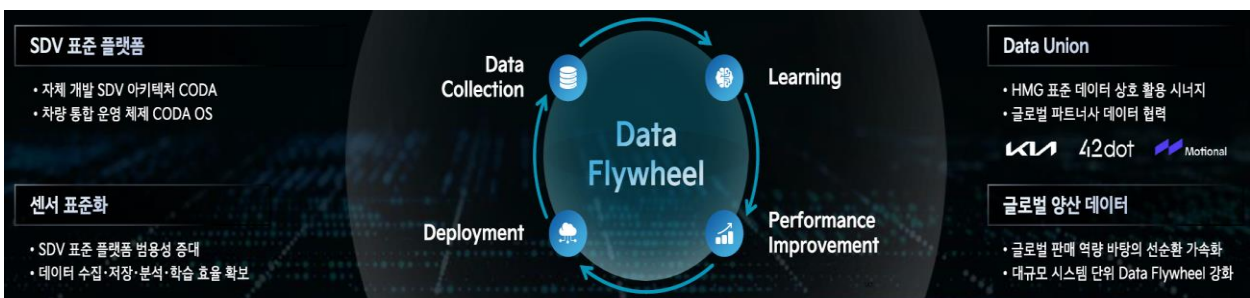 SDV 표준 플랫폼
• 자체 개발 SDV 아키텍처 CODA
• 차량 통합 운영 체제 CODA OS
센서 표준화
• SDV 표준 플랫폼 범용성 증대
• 데이터 수집·저장·분석·학습 효율 확보
Data
Collection
Learning
Data
Flywheel
Deployment
Performance
Improvement
Data Union
• HMG 표준 데이터 상호 활용 시너지
• 글로벌 파트너사 데이터 협력
KIA 42dot Motional
글로벌 양산 데이터
• 글로벌 판매 역량 바탕의 선순환 가속화
• 대규모 시스템 단위 Data Flywheel 강화